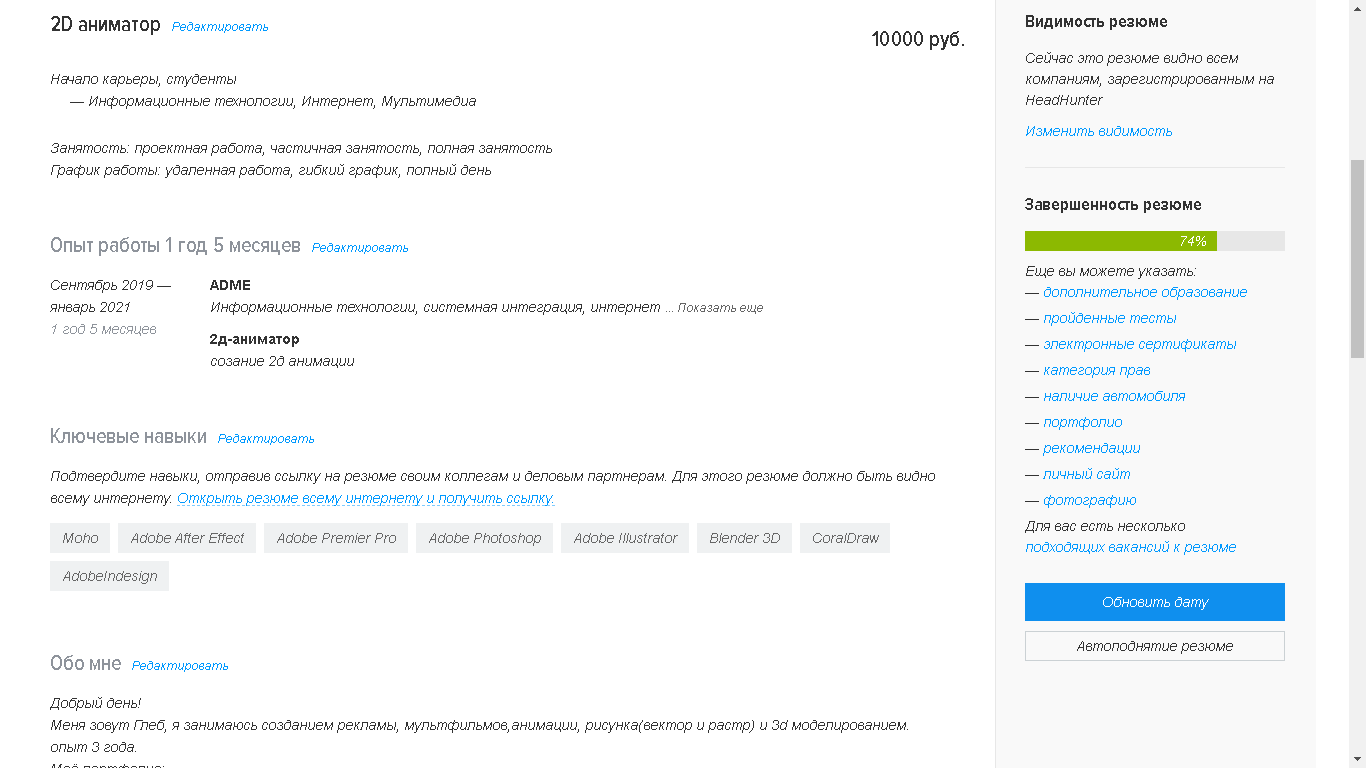 2D аниматор Редактировать
10000 руб.
Начало карьеры, студенты
— Информационные технологии, Интернет, Мультимедиа
Занятость: проектная работа, частичная занятость, полная занятость
График работы: удаленная работа, гибкий график, полный день
Опыт работы 1 год 5 месяцев Редактировать
Сентябрь 2019 —
январь 2021
1 год 5 месяцев
ADME
Информационные технологии, системная интеграция, интернет ... Показать еще
2д-аниматор
созание 2д анимации
Ключевые навыки Редактировать
Подтвердите навыки, отправив ссылку на резюме своим коллегам и деловым партнерам. Для этого резюме должно быть видно
всему интернету. Открыть резюме всему интернету и получить ссылку.
Moho Adobe After Effect Adobe Premier Pro Adobe Photoshop Adobe Illustrator Blender 3D CoralDraw
AdobeIndesign
Обо мне Редактировать
Добрый день!
Меня зовут Глеб, я занимаюсь созданием рекламы, мультфильмов,анимации, рисунка(вектор и растр) и 3d моделированием.
опыт 3 года.
Моё портфолио:
Видимость резюме
Сейчас это резюме видно всем
компаниям, зарегистрированным на
HeadHunter
Изменить видимость
Завершенность резюме
74%
Еще вы можете указать:
— дополнительное образование
— пройденные тесты
— электронные сертификаты
— категория прав
— наличие автомобиля
— портфолио
— рекомендации
— личный сайт
— фотографию
Для вас есть несколько
подходящих вакансий к резюме
Обновить дату
Автоподнятие резюме